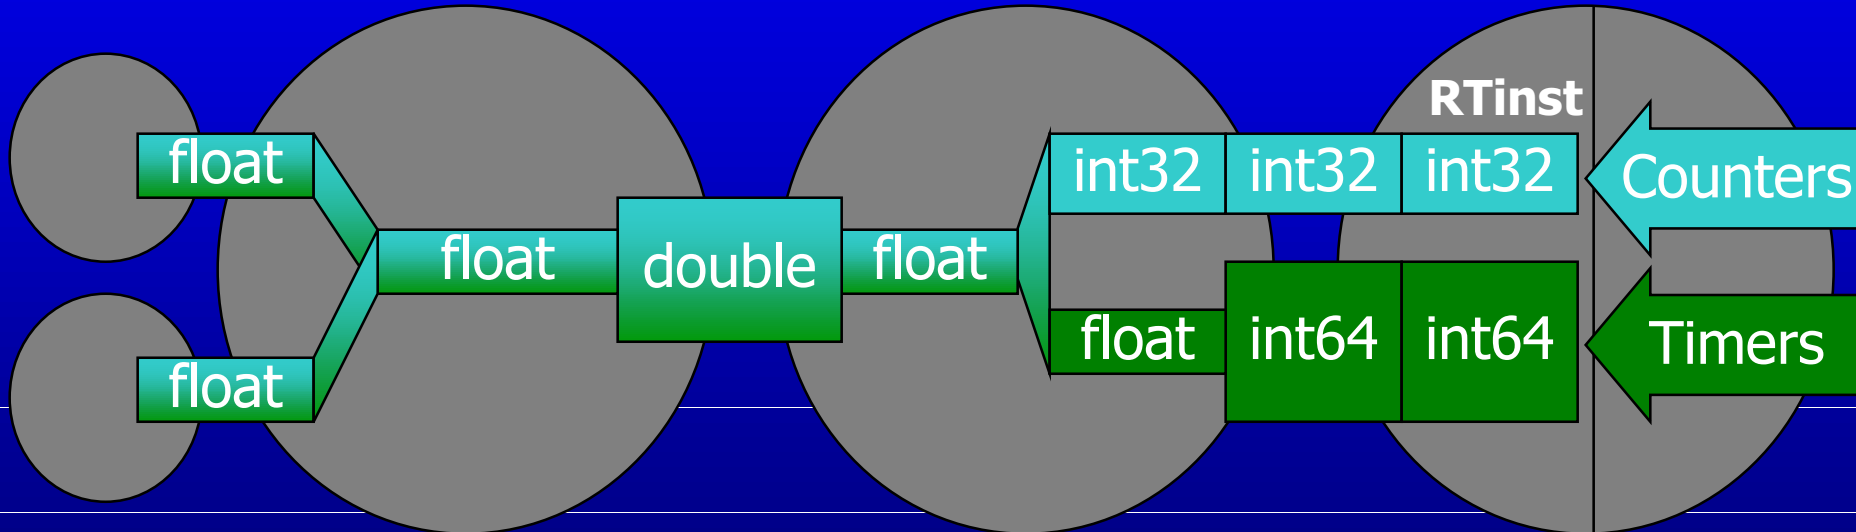 RTinst
float
int32 int32 int32
Counters
float
double
float
float
int64 int64
Timers
float